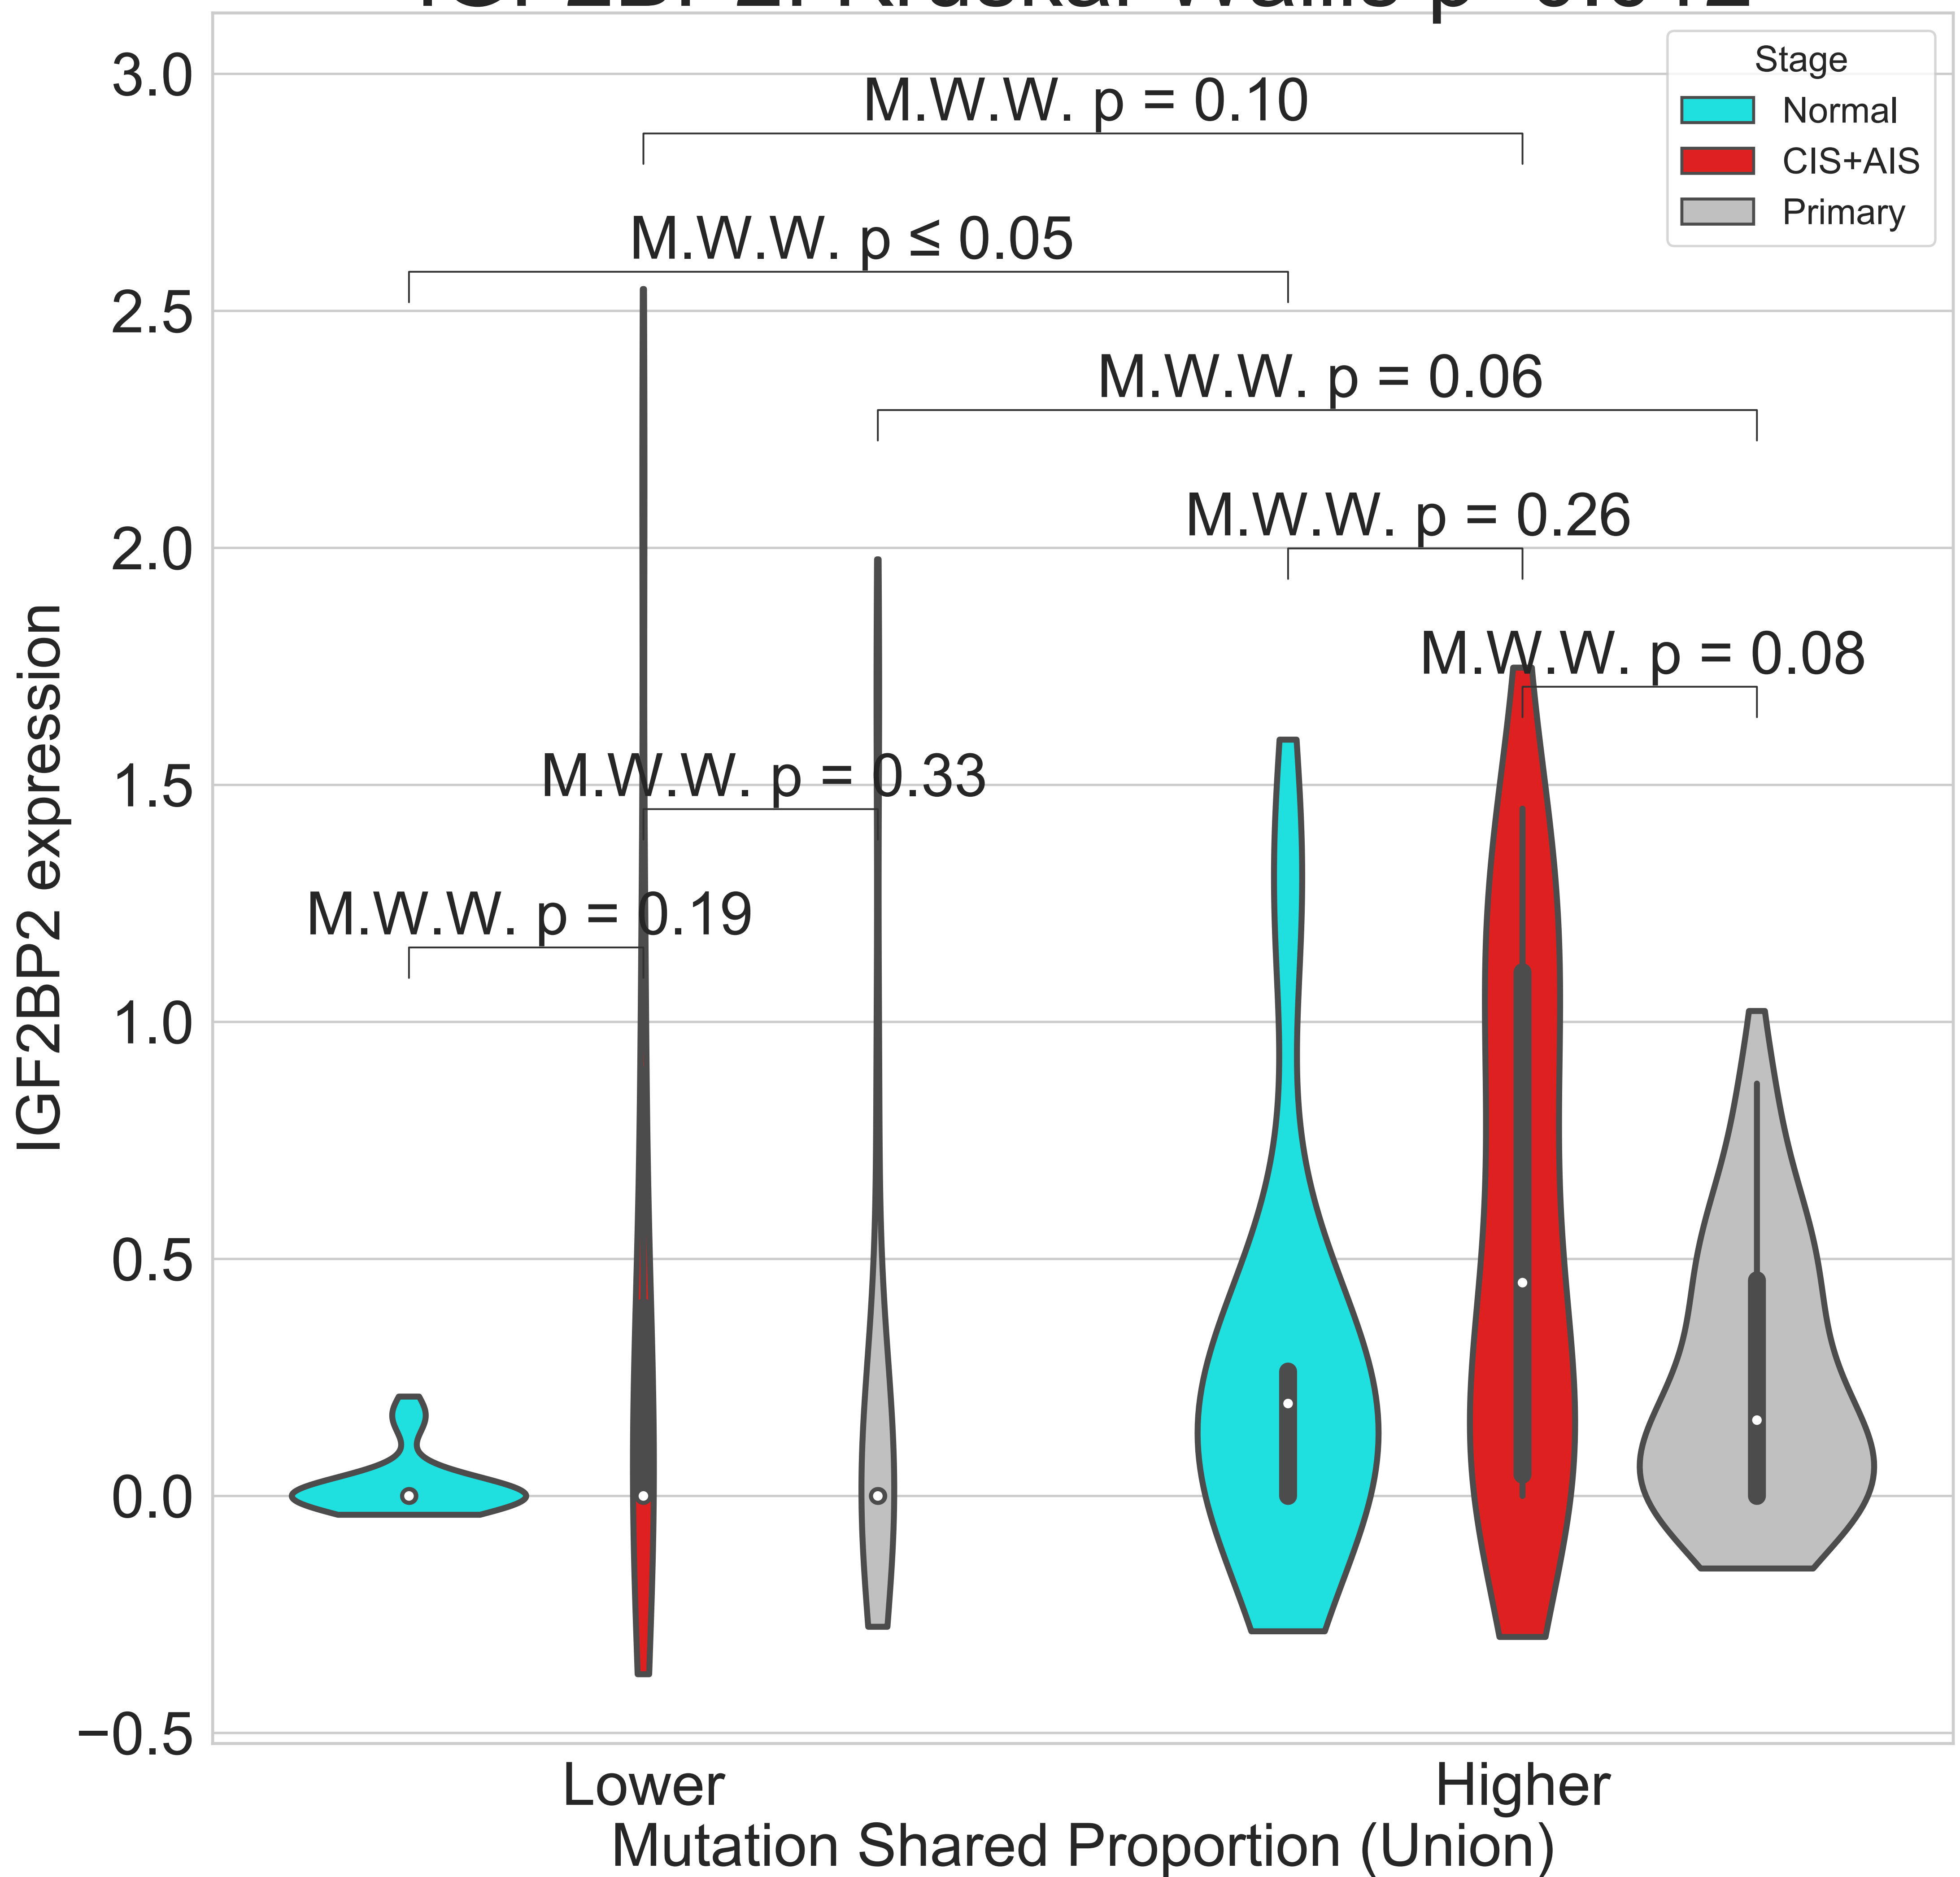 3.0
2.5
2.0
1.5
1.0
0.5
0.0
−0.5
IGF2BP2 expression
Stage
Normal
CIS+AIS
Primary
M.W.W. p = 0.10
M.W.W. p ≤ 0.05
M.W.W. p = 0.06
M.W.W. p = 0.26
M.W.W. p = 0.08
M.W.W. p = 0.33
M.W.W. p = 0.19
Lower
Higher
Mutation Shared Proportion (Union)